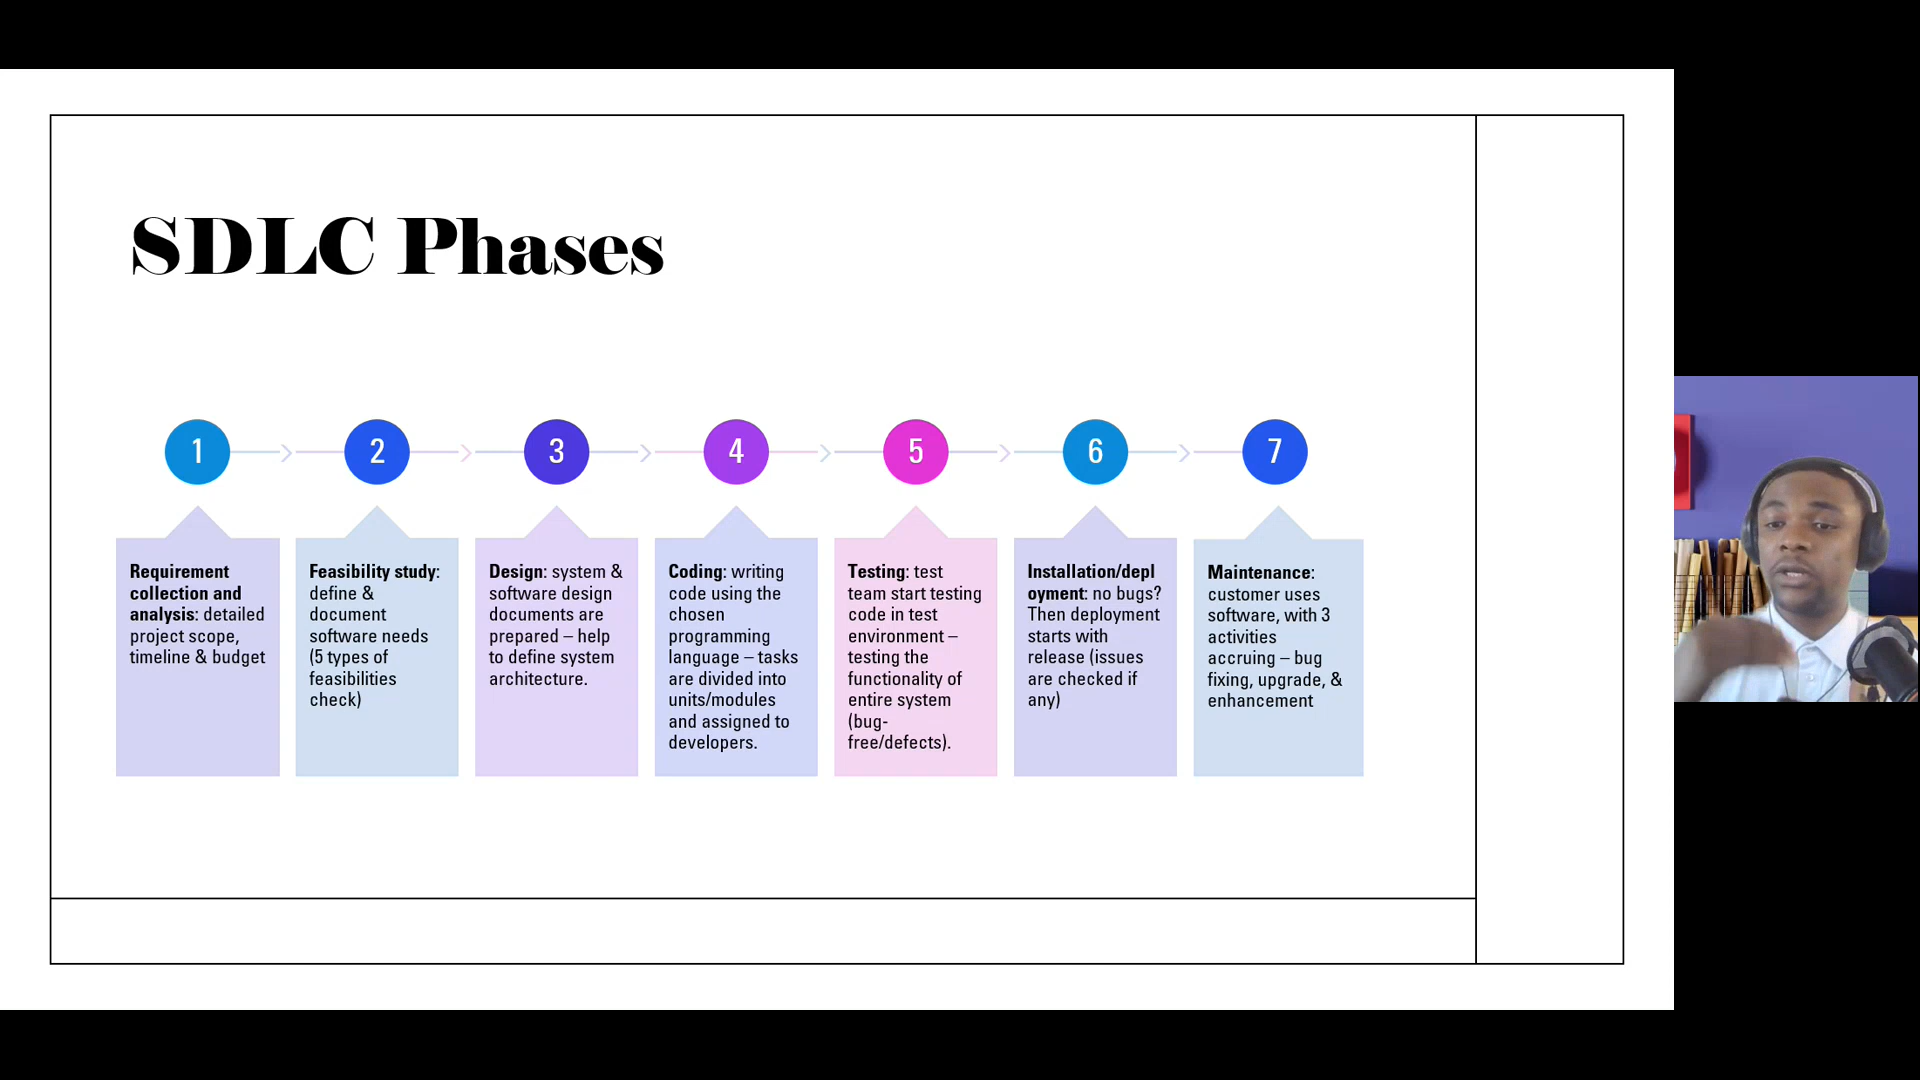 SDLC Phases
1
2
3
4
5
6
7
Requirement
collection and
analysis: detailed
project scope,
timeline & budget
Feasibility study:
define &
document
software needs
(5 types of
feasibilities
check)
Design: system &
software design
documents are
prepared – help
to define system
architecture.
Coding: writing
code using the
chosen
programming
language – tasks
are divided into
units/modules
and assigned to
developers.
Testing: test
team start testing
code in test
environment –
testing the
functionality of
entire system
(bug-
free/defects).
Installation/depl
oyment: no bugs?
Then deployment
starts with
release (issues
are checked if
any)
Maintenance:
customer uses
software, with 3
activities
accruing – bug
fixing, upgrade, &
enhancement